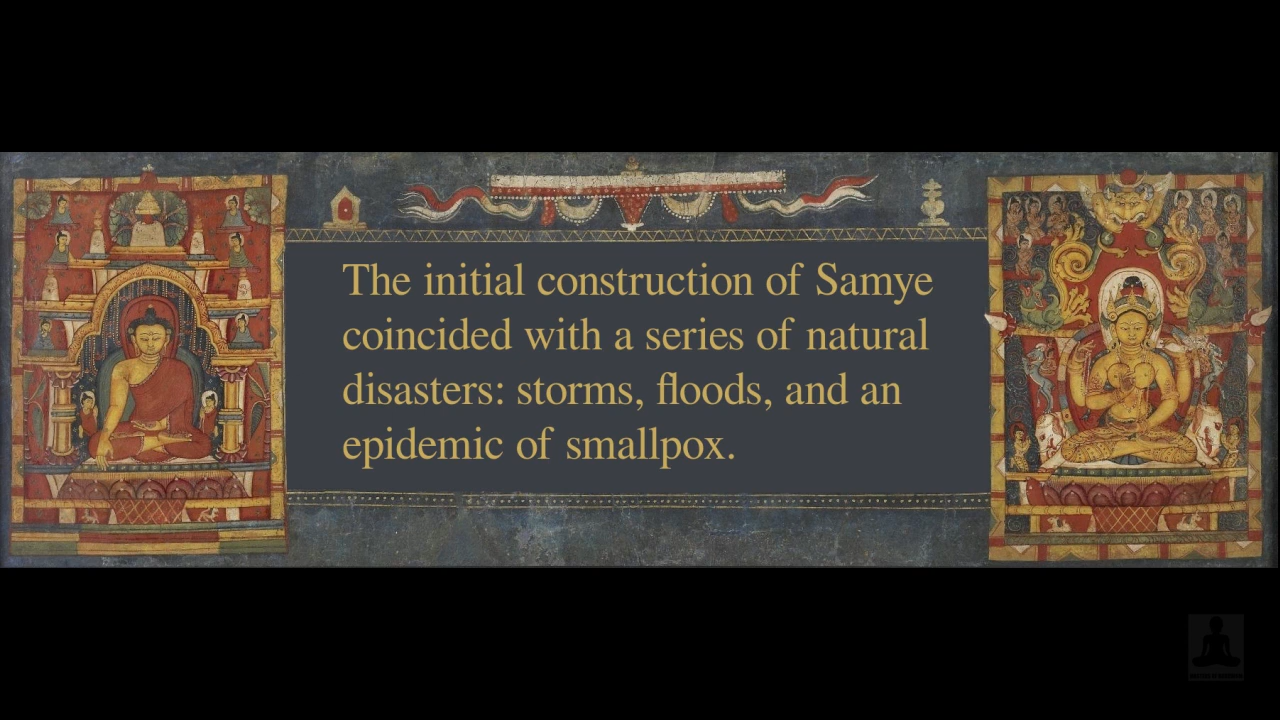 The initial construction of Samye
coincided with a series of natural
disasters: storms, floods, and an
epidemic of smallpox.